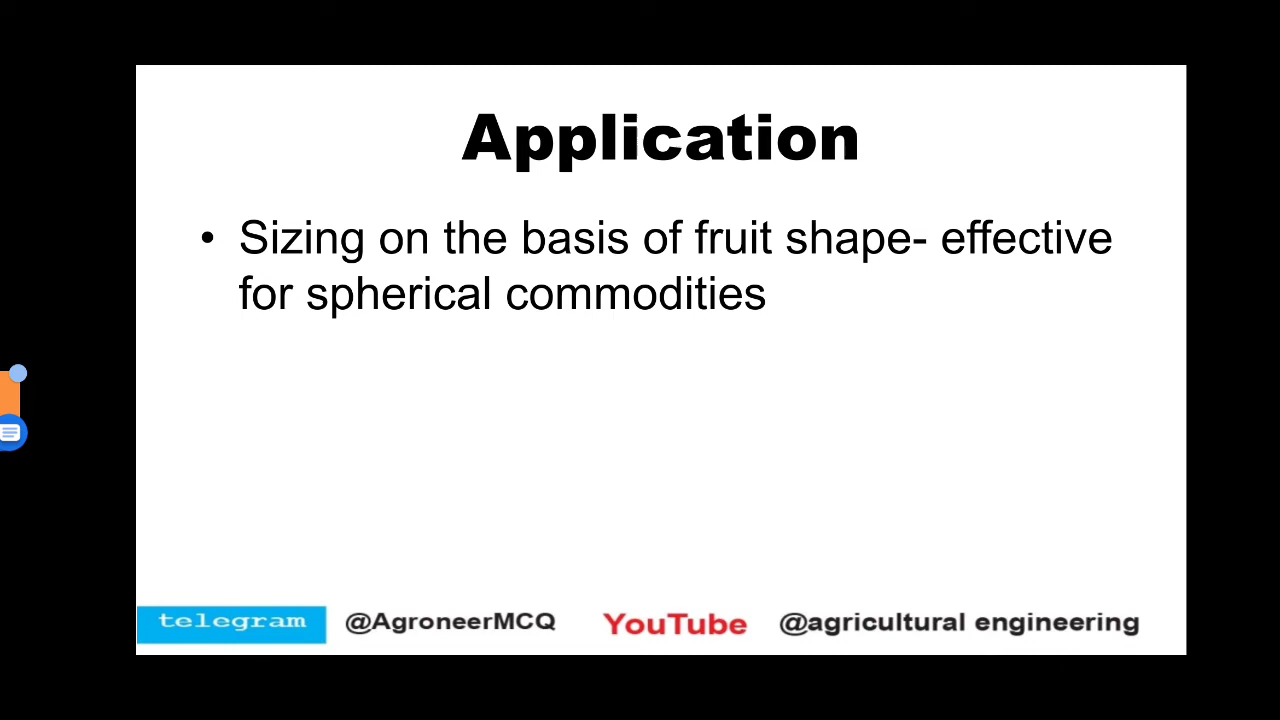 Application
• Sizing on the basis of fruit shape- effective
for spherical commodities
telegram @AgroneerMCQ YouTube @agricultural engineering